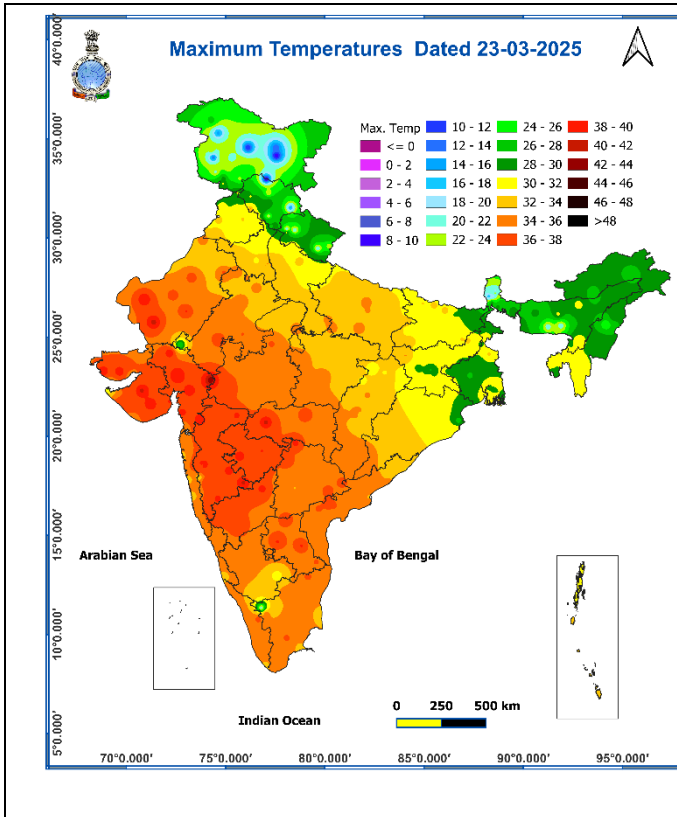 Maximum Temperatures Dated 23-03-2025
Max. Temp
<= 0
0 - 2
2 - 4
4 - 6
6 - 8
8 - 10
10 - 12
12 - 14
14 - 16
16 - 18
18 - 20
20 - 22
22 - 24
24 - 26
26 - 28
28 - 30
30 - 32
32 - 34
34 - 36
36 - 38
38 - 40
40 - 42
42 - 44
44 - 46
46 - 48
>48
40°0.000'
35°0.000'
30°0.000'
25°0.000'
20°0.000'
15°0.000'
10°0.000'
5°0.000'
Arabian Sea
Bay of Bengal
Indian Ocean
0 250 500 km
70°0.000' 75°0.000' 80°0.000' 85°0.000' 90°0.000' 95°0.000'